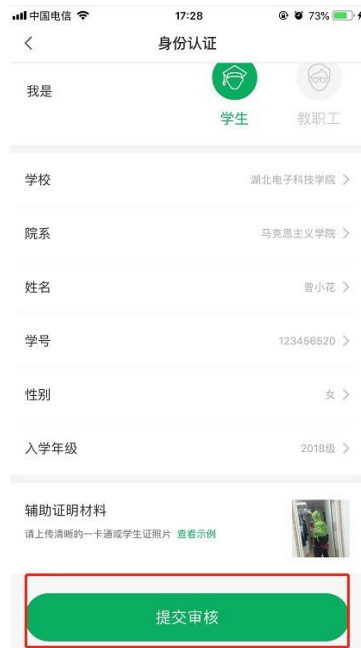 中国电信 17:28 73%
身份认证
我是
学生 教职工
学校 湖北电子科技学院
院系 马克思主义学院
姓名 曾小花
学号 123456520
性别 女
入学年级 2018级
辅助证明材料
请上传清晰的一卡通或学生证照片 查看示例
提交审核